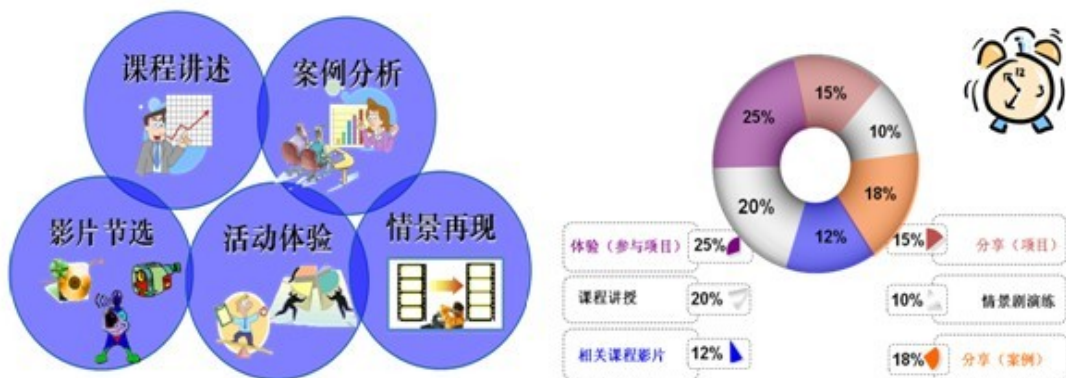 课程讲述
案例分析
影片节选
活动体验
情景再现
25%
15%
10%
20%
18%
12%
12
体验（参与项目） 25%
15% 分享（项目）
课程讲授 20%
10% 情景剧演练
相关课程影片 12%
18% 分享（案例）